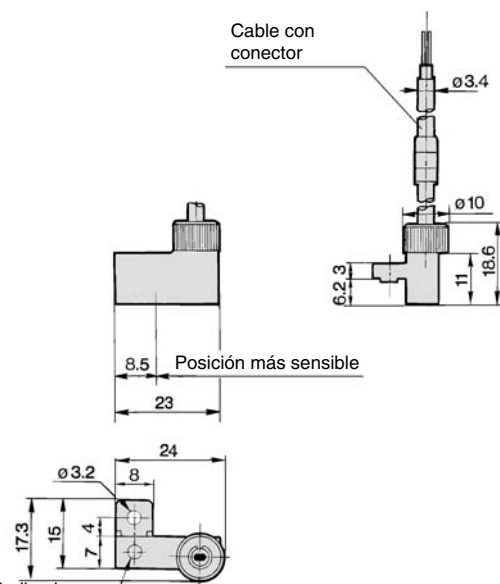 Cable con
conector
ø3.4
ø10
18.6
11
3
6.2
8.5
Posición más sensible
23
24
ø3.2
8
17.3
15
4
7